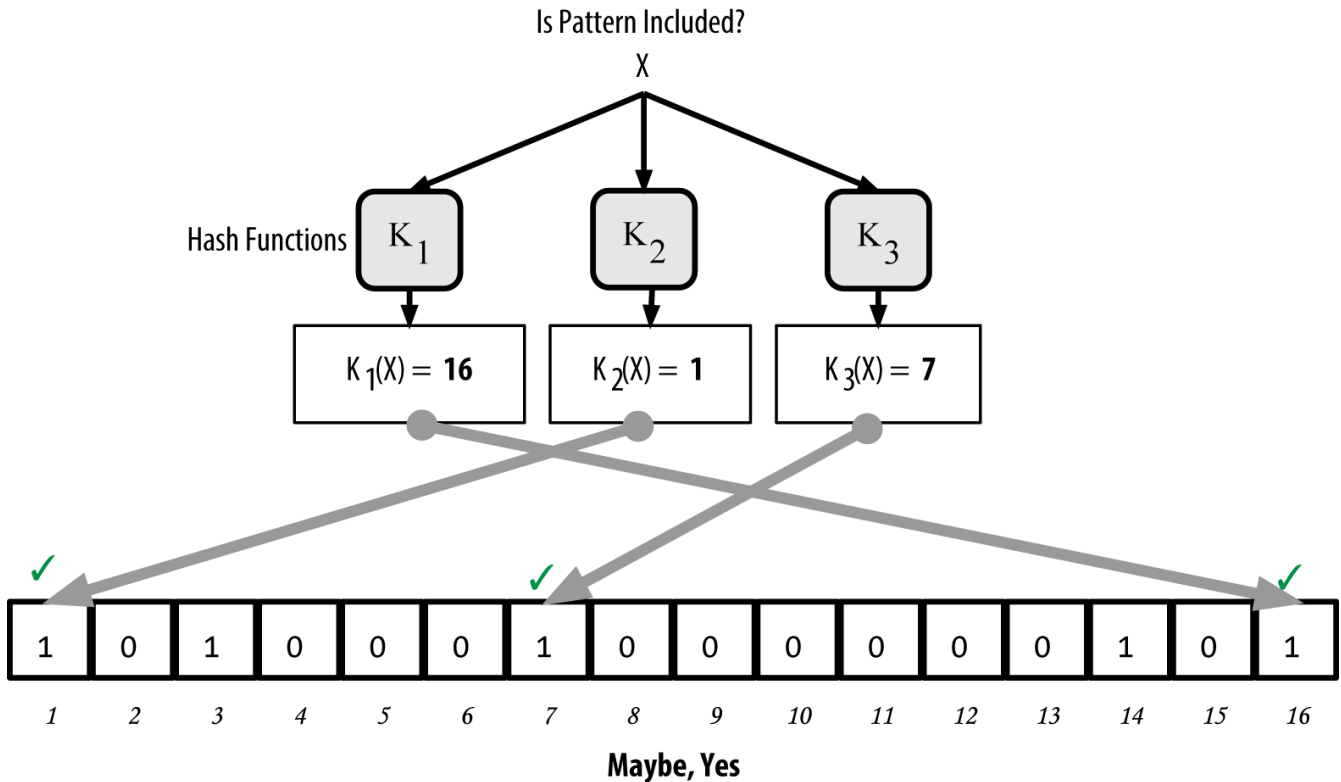 Is Pattern Included?
X
Hash Functions K1 K2 K3
K1(X) = 16 K2(X) = 1 K3(X) = 7
✓ ✓ ✓
1 0 1 0 0 0 1 0 0 0 0 0 0 1 0 1
1 2 3 4 5 6 7 8 9 10 11 12 13 14 15 16
Maybe, Yes